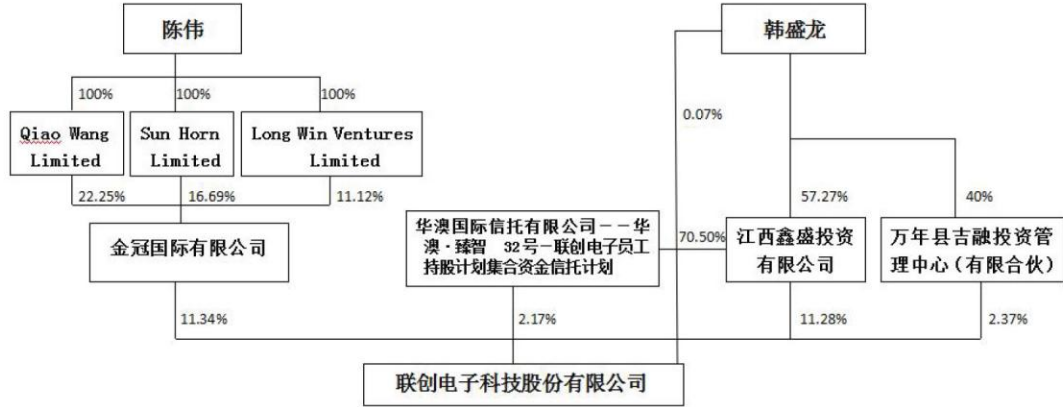 陈伟
韩盛龙
100%
100%
100%
0.07%
Qiao Wang
Limited
Sun Horn
Limited
Long Win Ventures
Limited
22.25%
16.69%
11.12%
57.27%
40%
金冠国际有限公司
华澳国际信托有限公司－－华
澳·臻智 32号－联创电子员工
持股计划集合资金信托计划
70.50%
江西鑫盛投资
有限公司
万年县吉融投资管
理中心（有限合伙）
11.34%
2.17%
11.28%
2.37%
联创电子科技股份有限公司